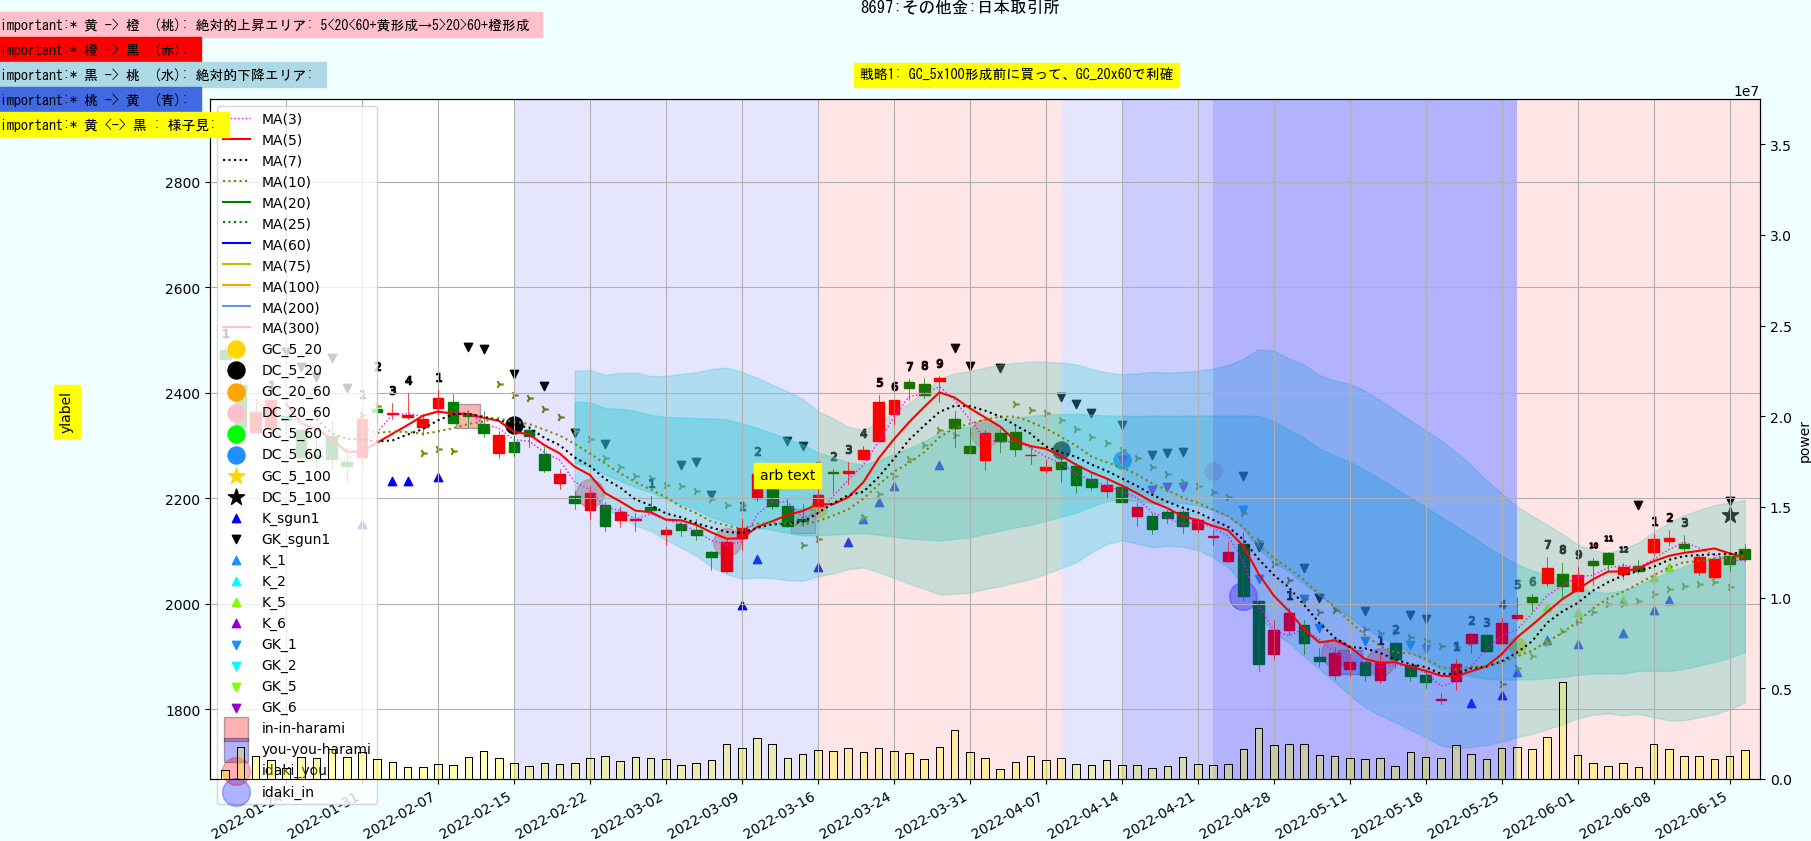 8697:その他金:日本取引所
important:* 黄 -> 橙 (桃): 絶対的上昇エリア: 5<20<60+黄形成→5>20>60+橙形成
important:* 橙 -> 黒 (赤):
important:* 黒 -> 桃 (水): 絶対的下降エリア:
戦略1: GC_5x100形成前に買って、GC_20x60で利確
important:* 桃 -> 黄 (青):
important:* 黄 <-> 黒 : 様子見:
1e7
MA(3)
MA(5)
MA(7)
MA(10)
MA(20)
MA(25)
MA(60)
MA(75)
MA(100)
MA(200)
MA(300)
GC_5_20
DC_5_20
GC_20_60
DC_20_60
GC_5_60
DC_5_60
GC_5_100
DC_5_100
K_sgun1
GK_sgun1
K_1
K_2
K_5
K_6
GK_1
GK_2
GK_5
GK_6
in-in-harami
you-you-harami
idaki_you
idaki_in
2800
2600
2400
2200
2000
1800
ylabel
arb text
3.5
3.0
2.5
2.0
1.5
1.0
0.5
0.0
power
2022-01-24
2022-01-31
2022-02-07
2022-02-15
2022-02-22
2022-03-02
2022-03-09
2022-03-16
2022-03-24
2022-03-31
2022-04-07
2022-04-14
2022-04-21
2022-04-28
2022-05-11
2022-05-18
2022-05-25
2022-06-01
2022-06-08
2022-06-15